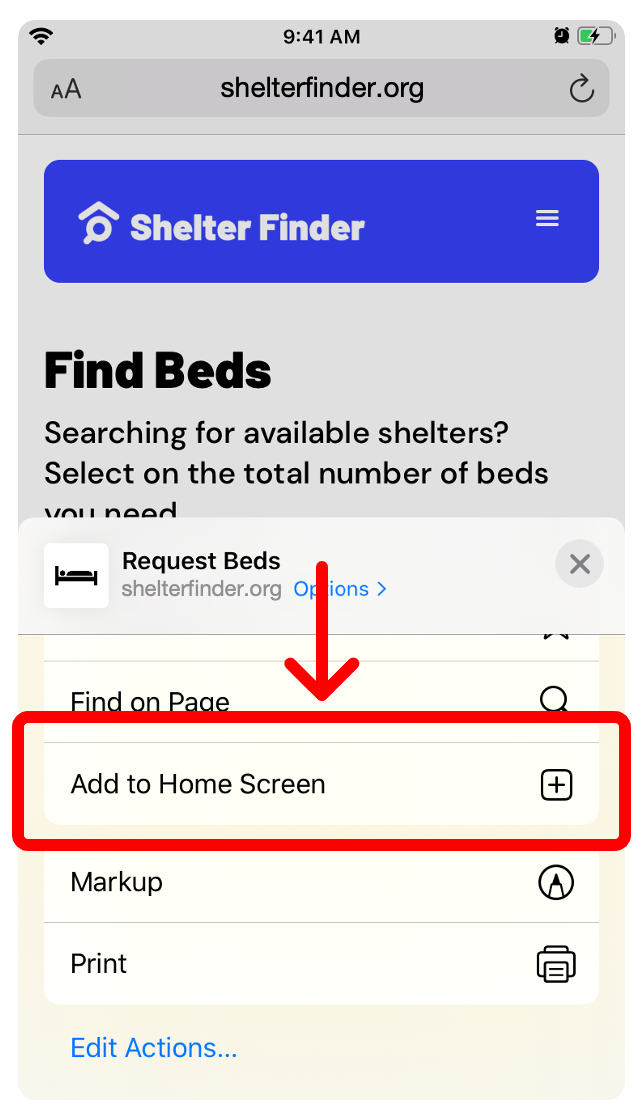 9:41 AM
AA
shelterfinder.org
Shelter Finder
Find Beds
Searching for available shelters?
Select on the total number of beds
you need
Request Beds
shelterfinder.org Options >
Find on Page
Add to Home Screen
Markup
Print
Edit Actions...